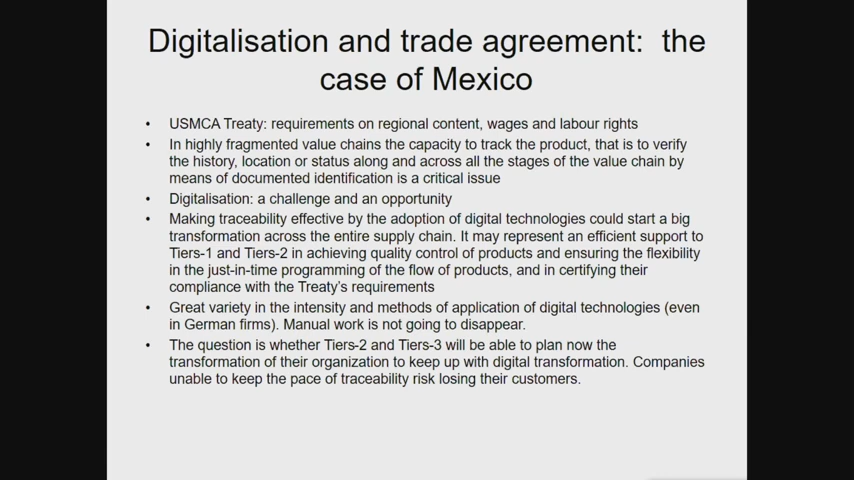 Digitalisation and trade agreement: the
case of Mexico
• USMCA Treaty: requirements on regional content, wages and labour rights
• In highly fragmented value chains the capacity to track the product, that is to verify
the history, location or status along and across all the stages of the value chain by
means of documented identification is a critical issue
• Digitalisation: a challenge and an opportunity
• Making traceability effective by the adoption of digital technologies could start a big
transformation across the entire supply chain. It may represent an efficient support to
Tiers-1 and Tiers-2 in achieving quality control of products and ensuring the flexibility
in the just-in-time programming of the flow of products, and in certifying their
compliance with the Treaty's requirements
• Great variety in the intensity and methods of application of digital technologies (even
in German firms). Manual work is not going to disappear.
• The question is whether Tiers-2 and Tiers-3 will be able to plan now the
transformation of their organization to keep up with digital transformation. Companies
unable to keep the pace of traceability risk losing their customers.